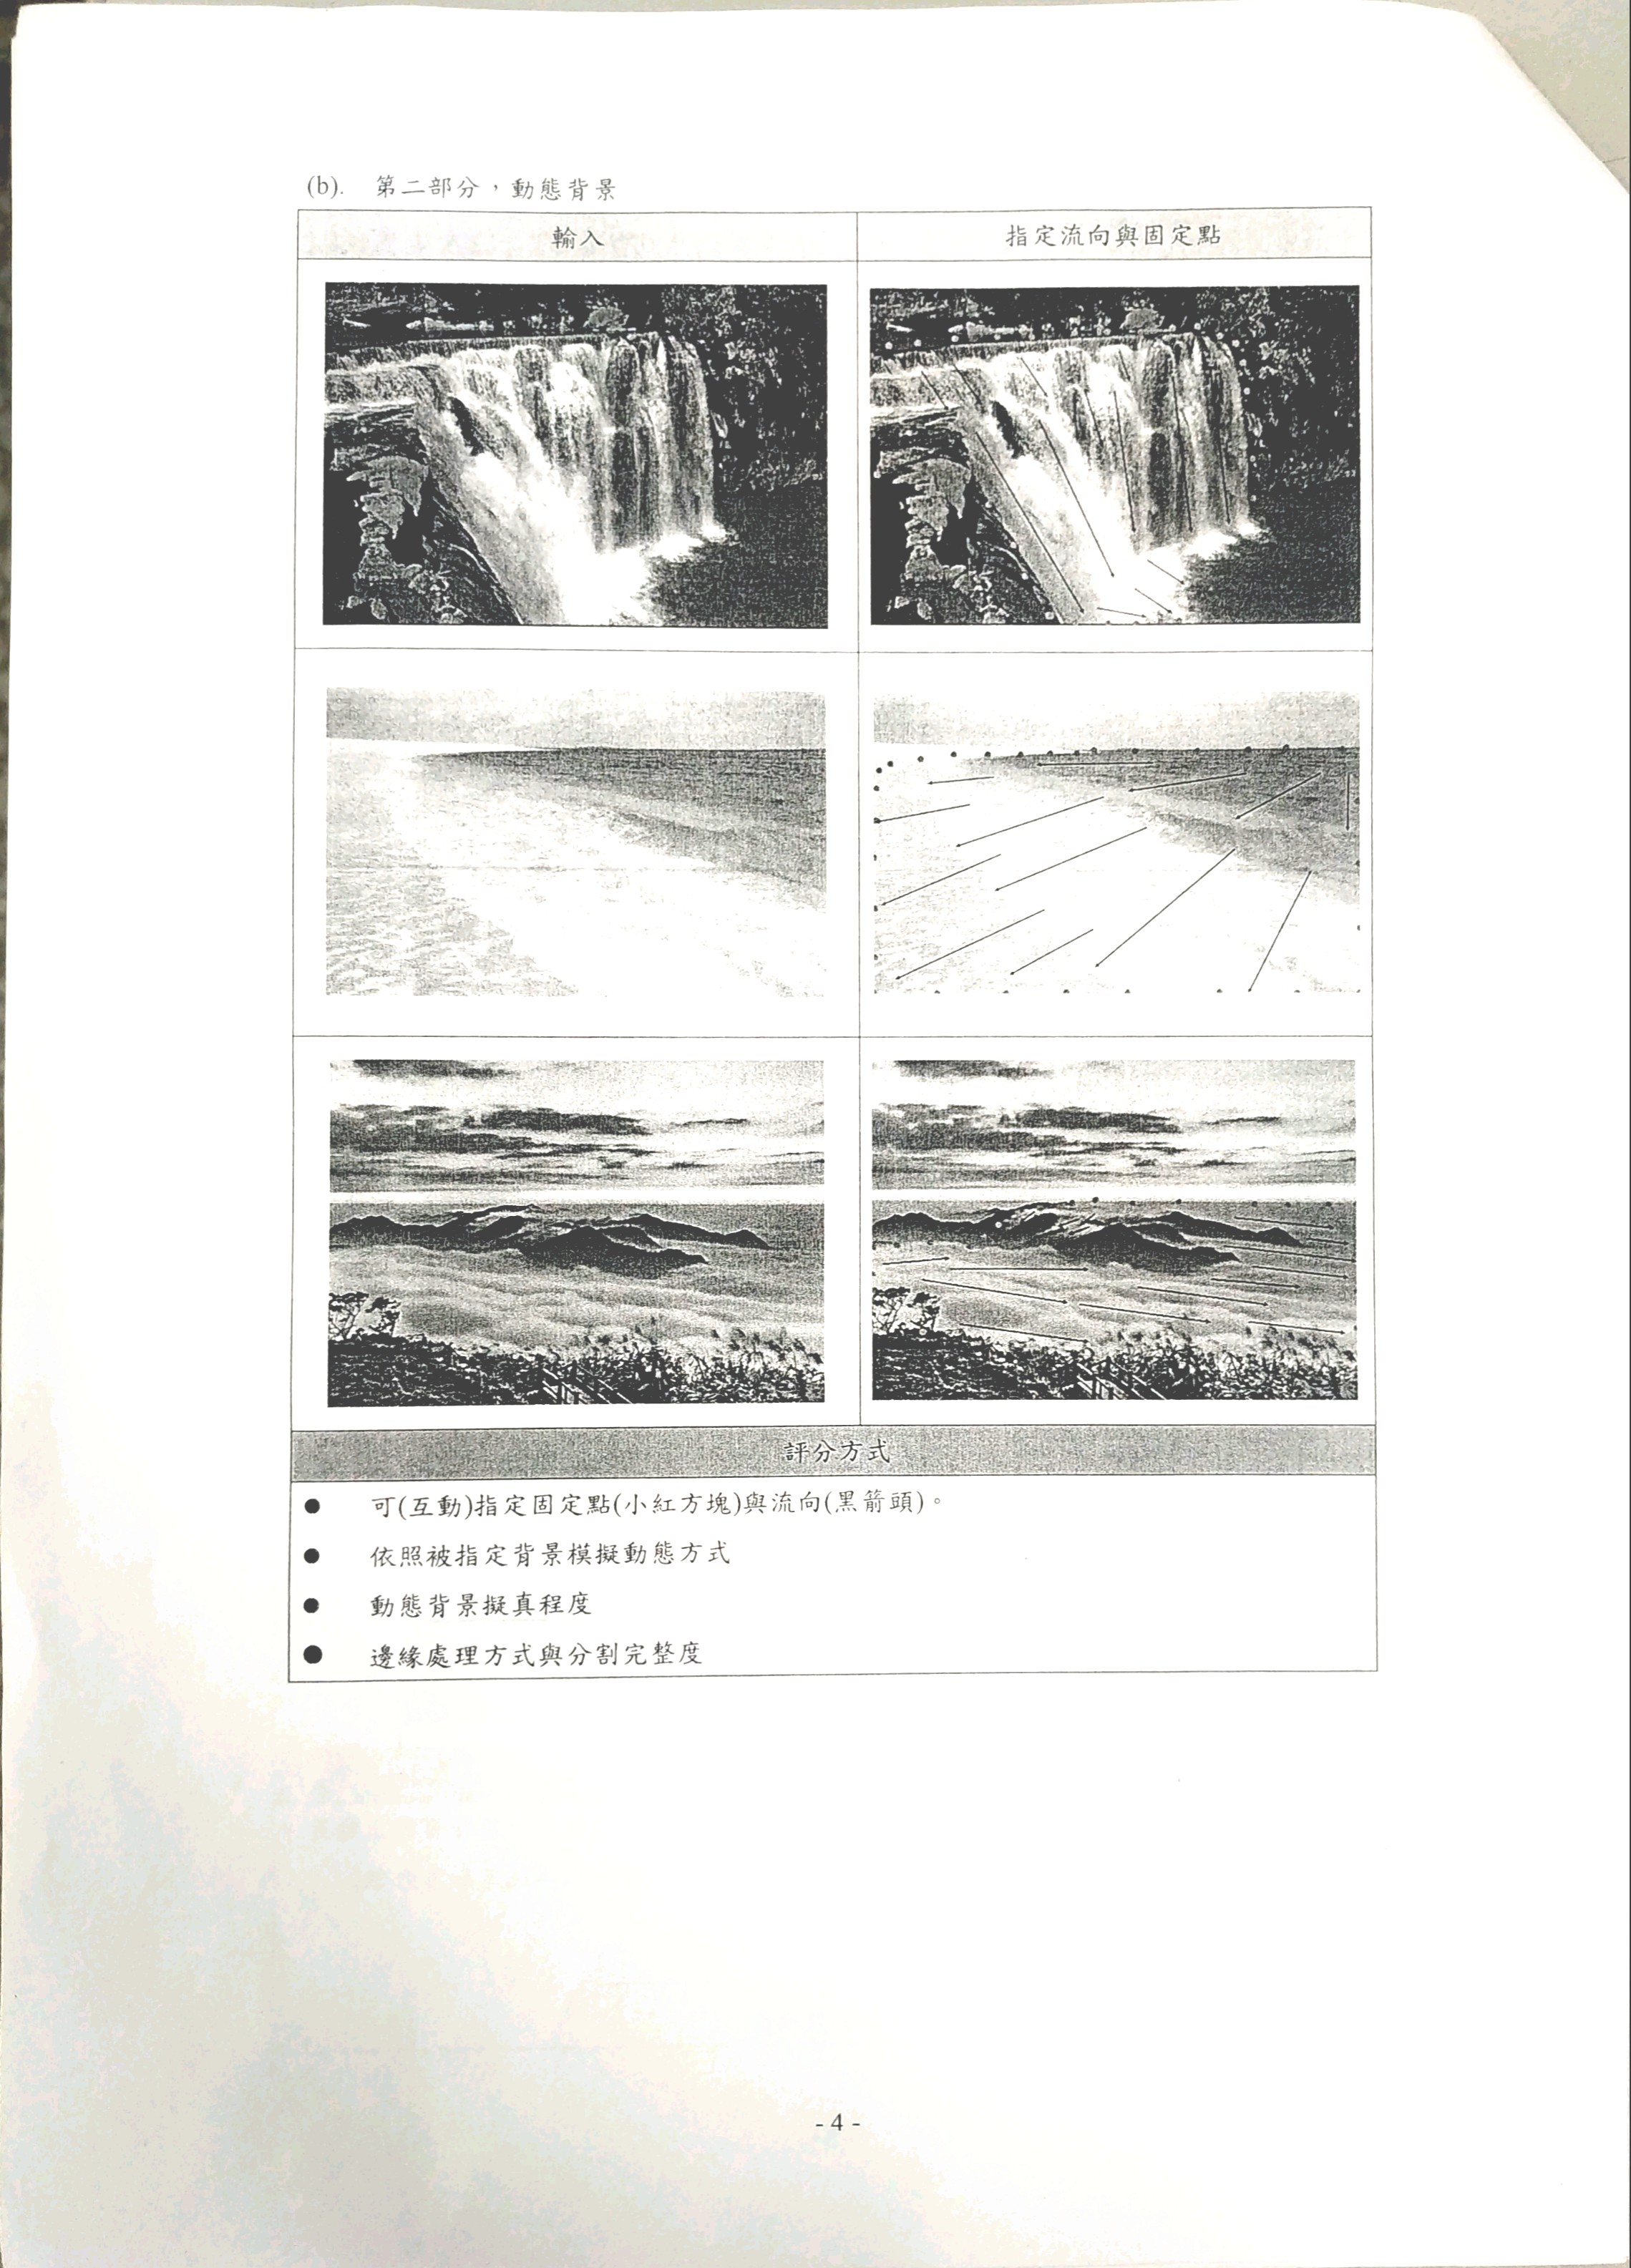 (b). 第二部分，動態背景
輸入
指定流向與固定點
評分方式
● 可(互動)指定固定點(小紅方塊)與流向(黑箭頭)。
● 依照被指定背景模擬動態方式
● 動態背景擬真程度
● 邊緣處理方式與分割完整度
- 4 -